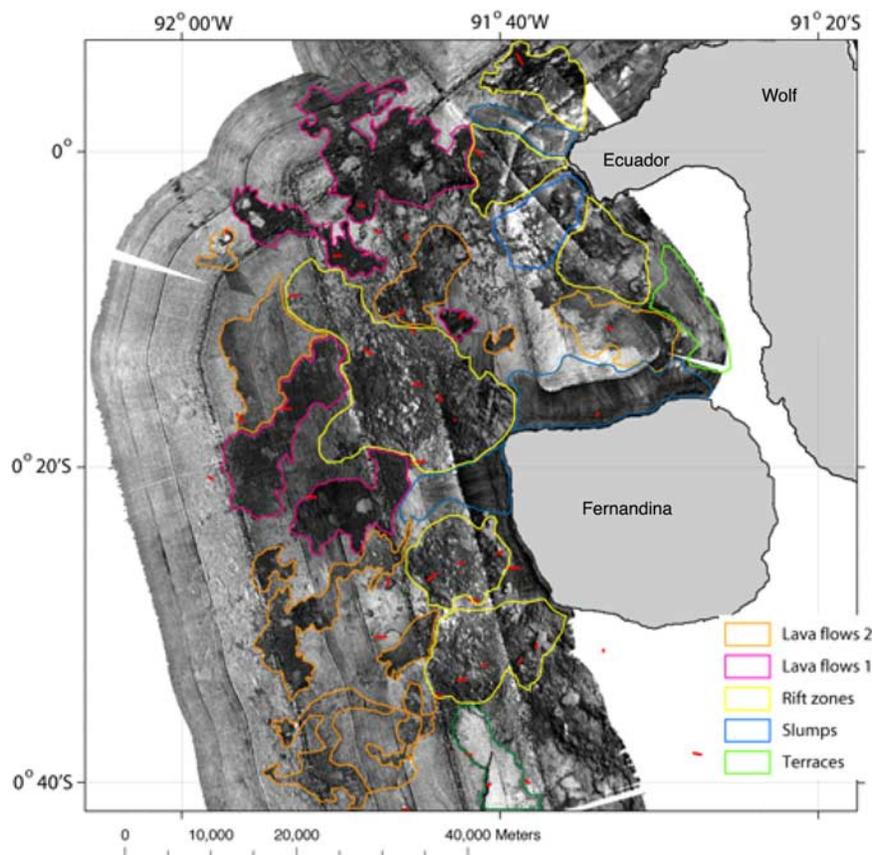 92° 00'W 91° 40'W 91° 20'S
Wolf
0°
Ecuador
0° 20'S
Fernandina
Lava flows 2
Lava flows 1
Rift zones
Slumps
Terraces
0° 40'S
0 10,000 20,000 40,000 Meters